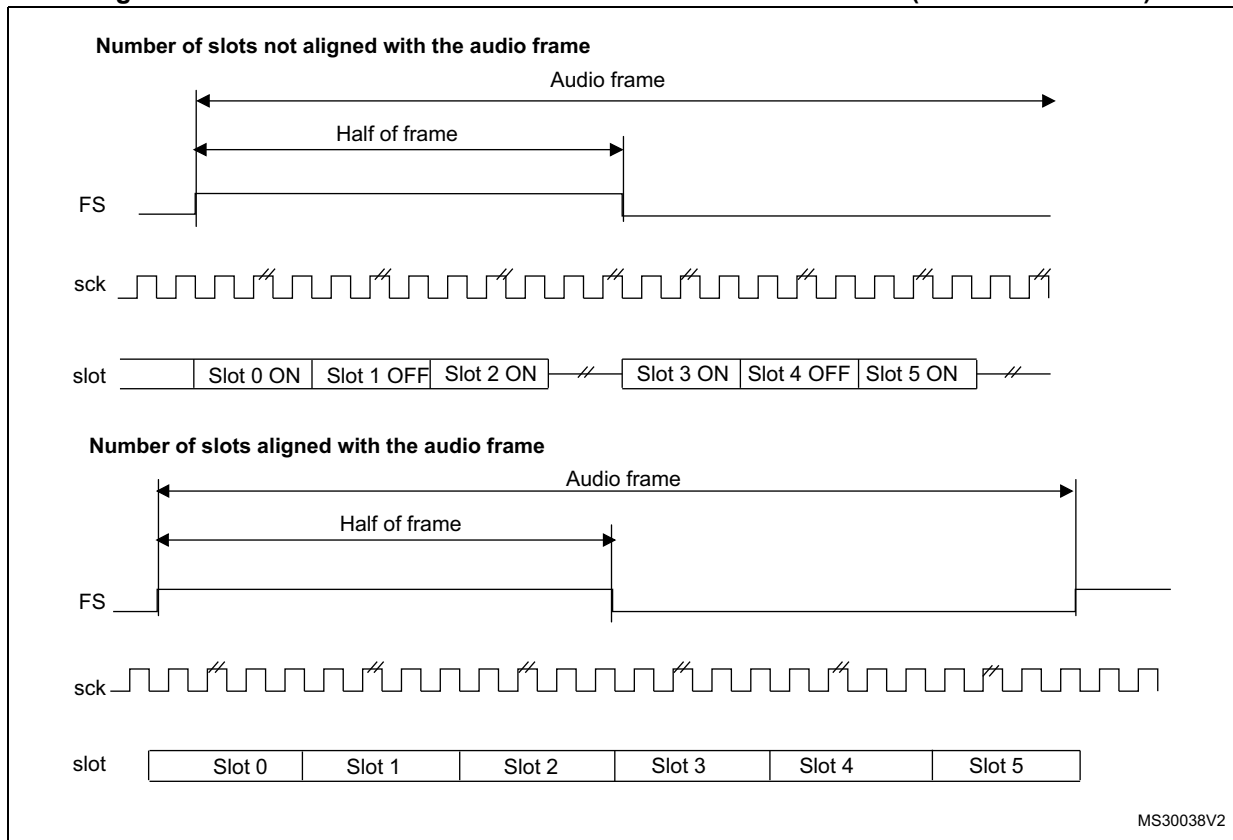 Number of slots not aligned with the audio frame
Audio frame
Half of frame
FS
sck
slot Slot 0 ON Slot 1 OFF Slot 2 ON Slot 3 ON Slot 4 OFF Slot 5 ON
Number of slots aligned with the audio frame
Audio frame
Half of frame
FS
sck
slot Slot 0 Slot 1 Slot 2 Slot 3 Slot 4 Slot 5
MS30038V2